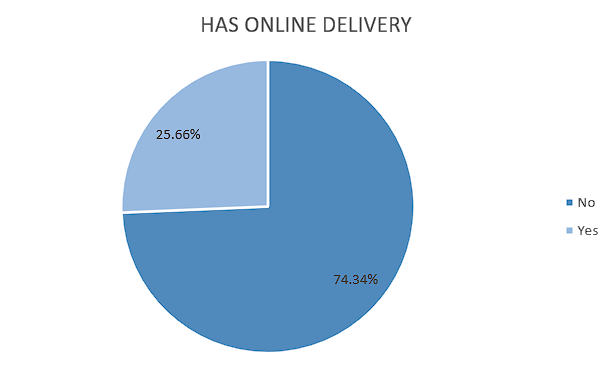 HAS ONLINE DELIVERY
25.66%
74.34%
No
Yes